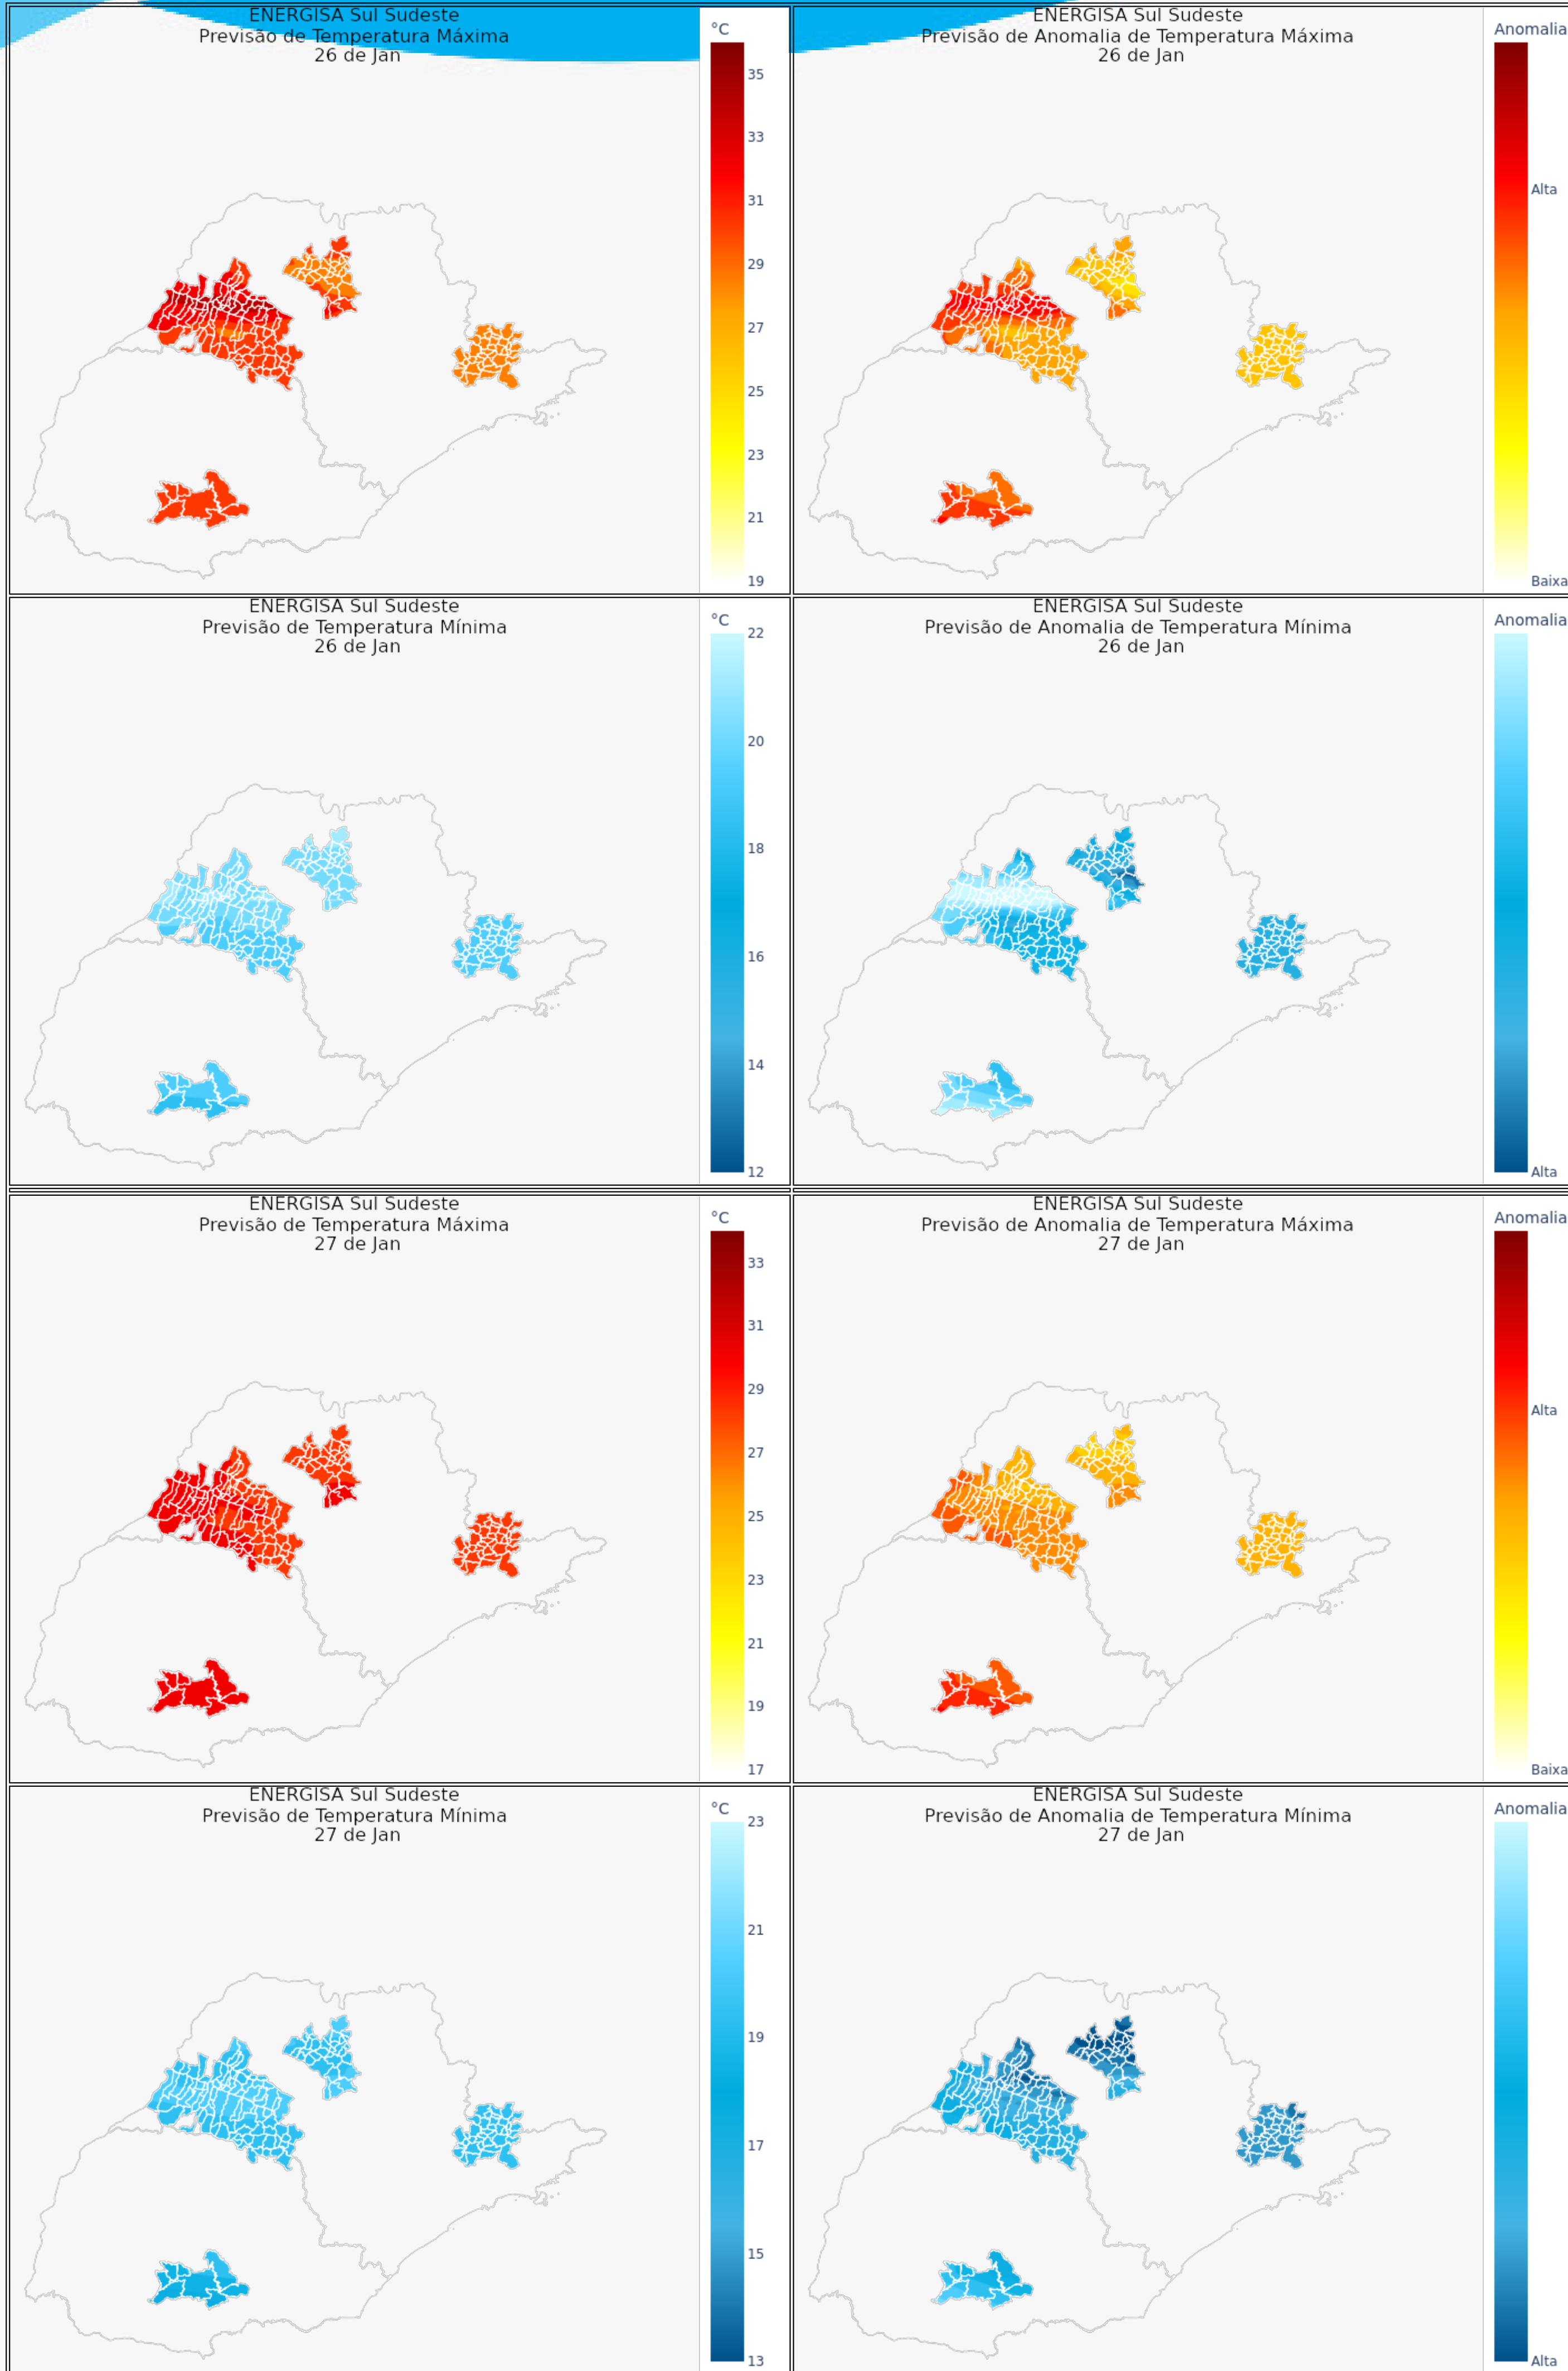 ENERGISA Sul Sudeste
Previsão de Temperatura Máxima
26 de Jan
°C
35
33
31
29
27
25
23
21
19
ENERGISA Sul Sudeste
Previsão de Anomalia de Temperatura Máxima
26 de Jan
Anomalia
Alta
Baixa
ENERGISA Sul Sudeste
Previsão de Temperatura Mínima
26 de Jan
°C
22
20
18
16
14
12
ENERGISA Sul Sudeste
Previsão de Anomalia de Temperatura Mínima
26 de Jan
Anomalia
Alta
ENERGISA Sul Sudeste
Previsão de Temperatura Máxima
27 de Jan
°C
33
31
29
27
25
23
21
19
17
ENERGISA Sul Sudeste
Previsão de Anomalia de Temperatura Máxima
27 de Jan
Anomalia
Alta
Baixa
ENERGISA Sul Sudeste
Previsão de Temperatura Mínima
27 de Jan
°C
23
21
19
17
15
13
ENERGISA Sul Sudeste
Previsão de Anomalia de Temperatura Mínima
27 de Jan
Anomalia
Alta